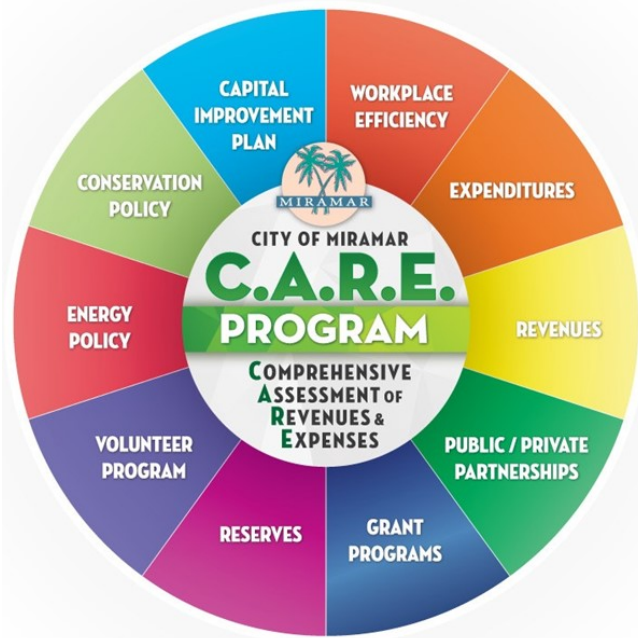 CAPITAL
IMPROVEMENT
PLAN
WORKPLACE
EFFICIENCY
EXPENDITURES
REVENUES
PUBLIC / PRIVATE
PARTNERSHIPS
GRANT
PROGRAMS
RESERVES
VOLUNTEER
PROGRAM
ENERGY
POLICY
CONSERVATION
POLICY
MIRAMAR
CITY OF MIRAMAR
C.A.R.E.
PROGRAM
COMPREHENSIVE
ASSESSMENT OF
REVENUES &
EXPENSES